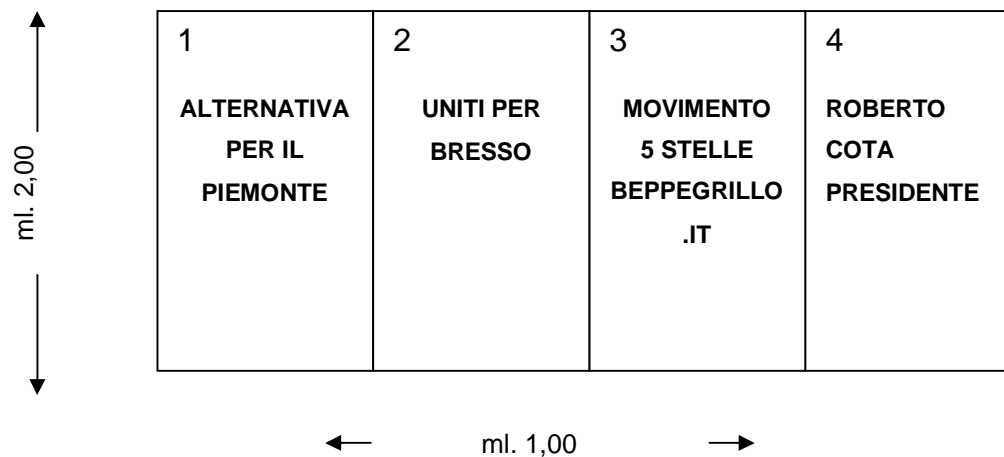 1
ALTERNATIVA
PER IL
PIEMONTE
2
UNITI PER
BRESSO
3
MOVIMENTO
5 STELLE
BEPPEGRILLO
.IT
4
ROBERTO
COTA
PRESIDENTE
ml. 2,00
ml. 1,00